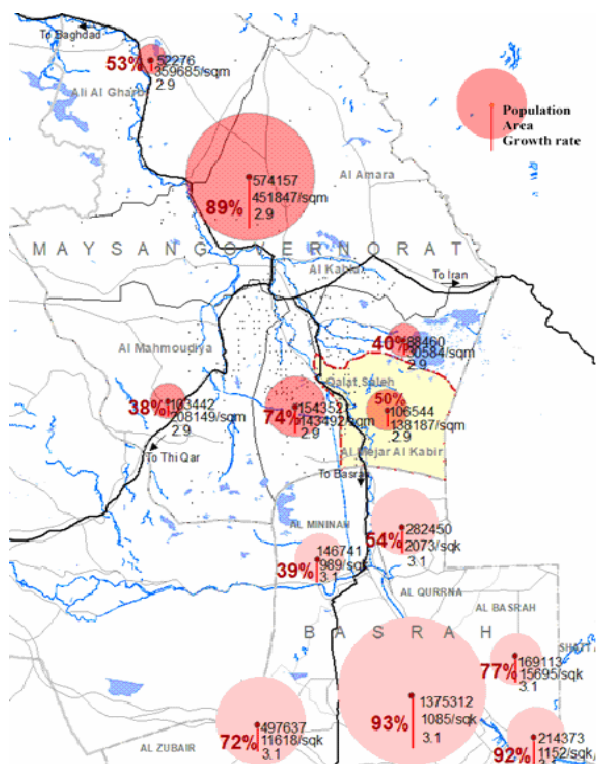 To Baghdad
53%
52276
359685/sqm
2.9
Ali Al Gharbi
Population
Area
Growth rate
574157
451847/sqm
2.9
89%
Al Amara
MAYSAN GOVERNORAT
Al Kahla
To Iran
40%
88460
30584/sqm
2.9
Al Mahmoudiya
Qalat Saleh
38%
103442
208149/sqm
2.9
74%
143492/sqm
2.9
50%
106544
138187/sqm
2.9
To Thi Qar
To Basrah
Al Mejar Al Kabir
AL MININAH
54%
282450
2073/sqk
3.1
39%
146741
989/sqk
3.1
AL QURRNA
AL IBASRAH
BASRAH
77%
169113
15695/sqk
3.1
93%
1375312
1085/sqk
3.1
72%
497637
11618/sqk
3.1
AL ZUBAIR
92%
214373
1152/sqk